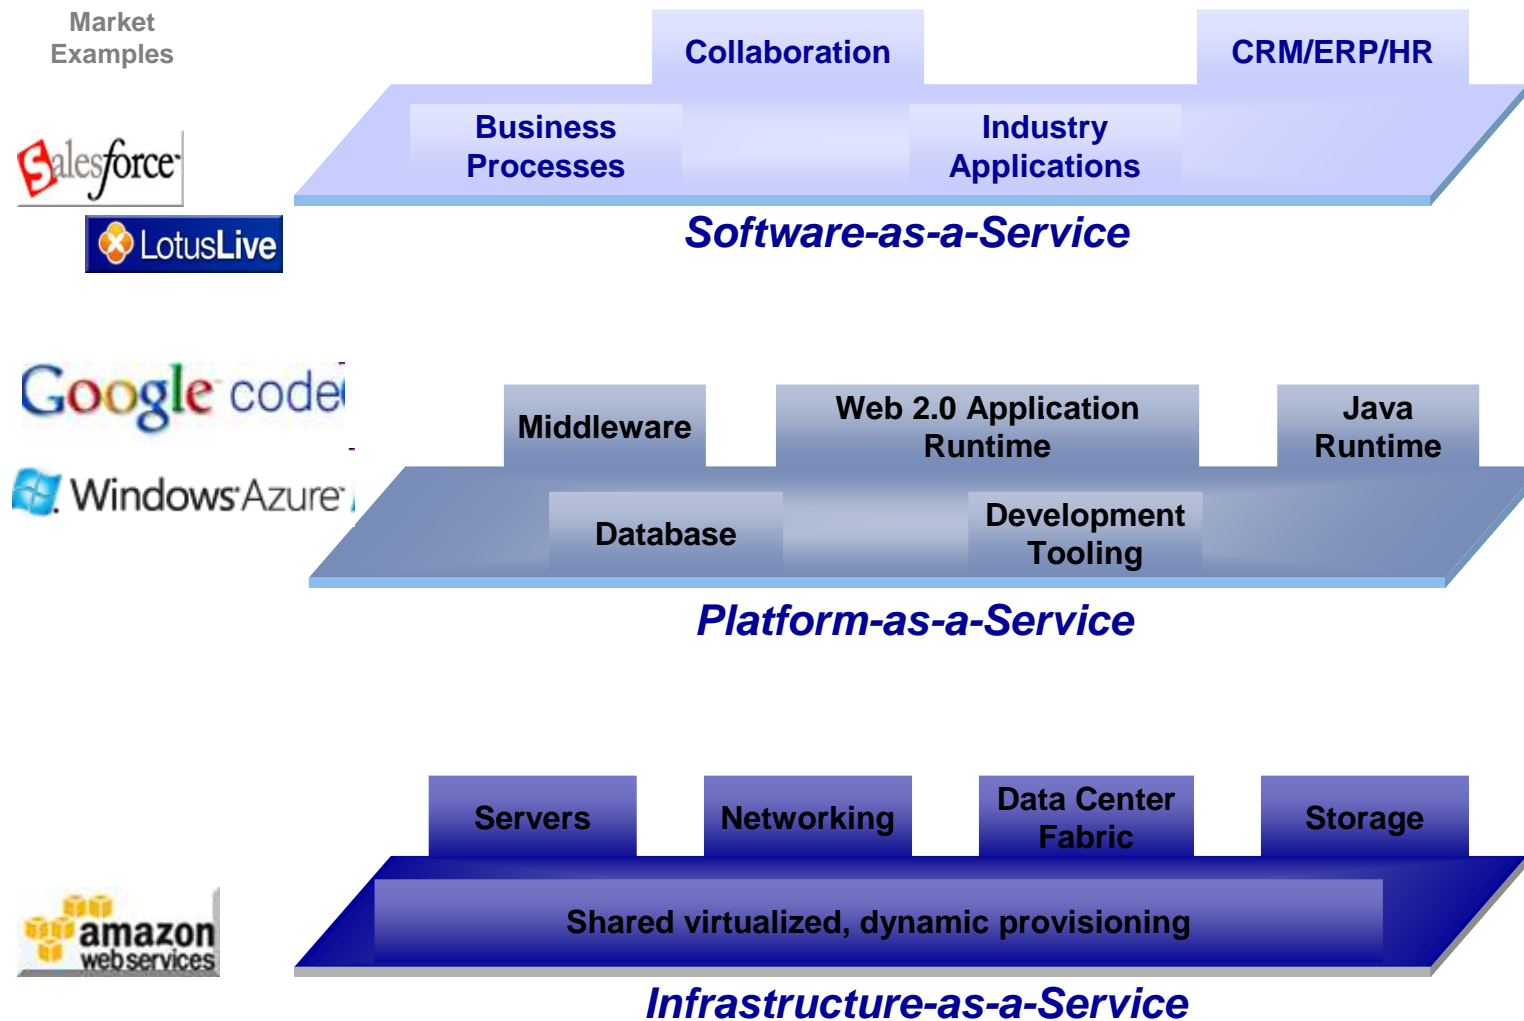 Market
Examples
Collaboration
CRM/ERP/HR
Business
Processes
Industry
Applications
salesforce
LotusLive
Software-as-a-Service
Google code
Middleware
Web 2.0 Application
Runtime
Java
Runtime
Windows Azure
Database
Development
Tooling
Platform-as-a-Service
Servers
Networking
Data Center
Fabric
Storage
Shared virtualized, dynamic provisioning
amazon
webservices
Infrastructure-as-a-Service